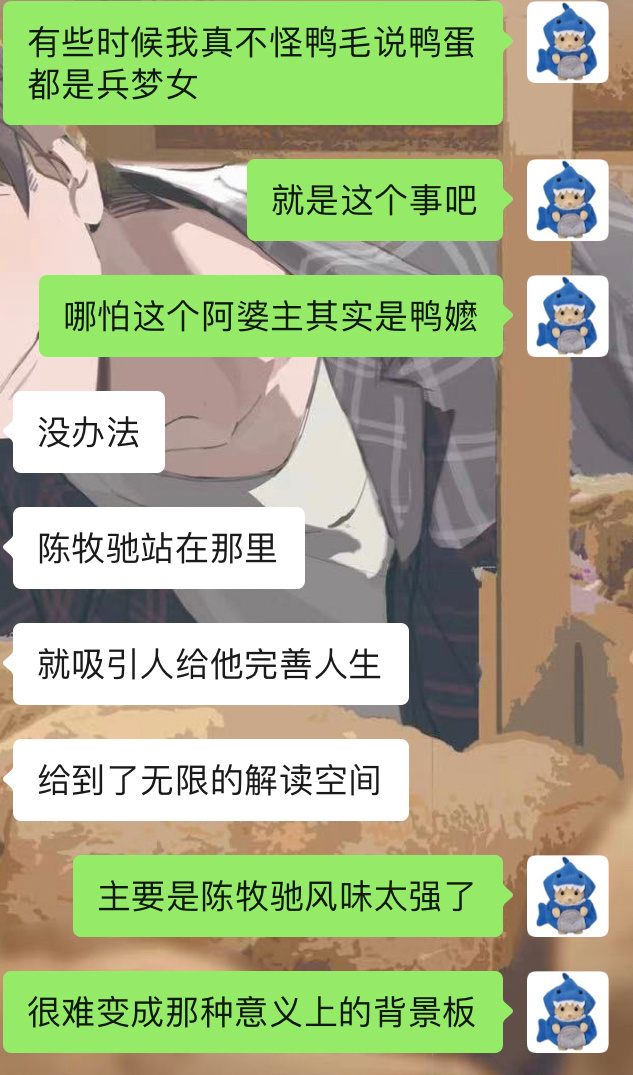 有些时候我真不怪鸭毛说鸭蛋
都是兵梦女
就是这个事吧
哪怕这个阿婆主其实是鸭嬷
没办法
陈牧驰站在那里
就吸引人给他完善人生
给到了无限的解读空间
主要是陈牧驰风味太强了
很难变成那种意义上的背景板